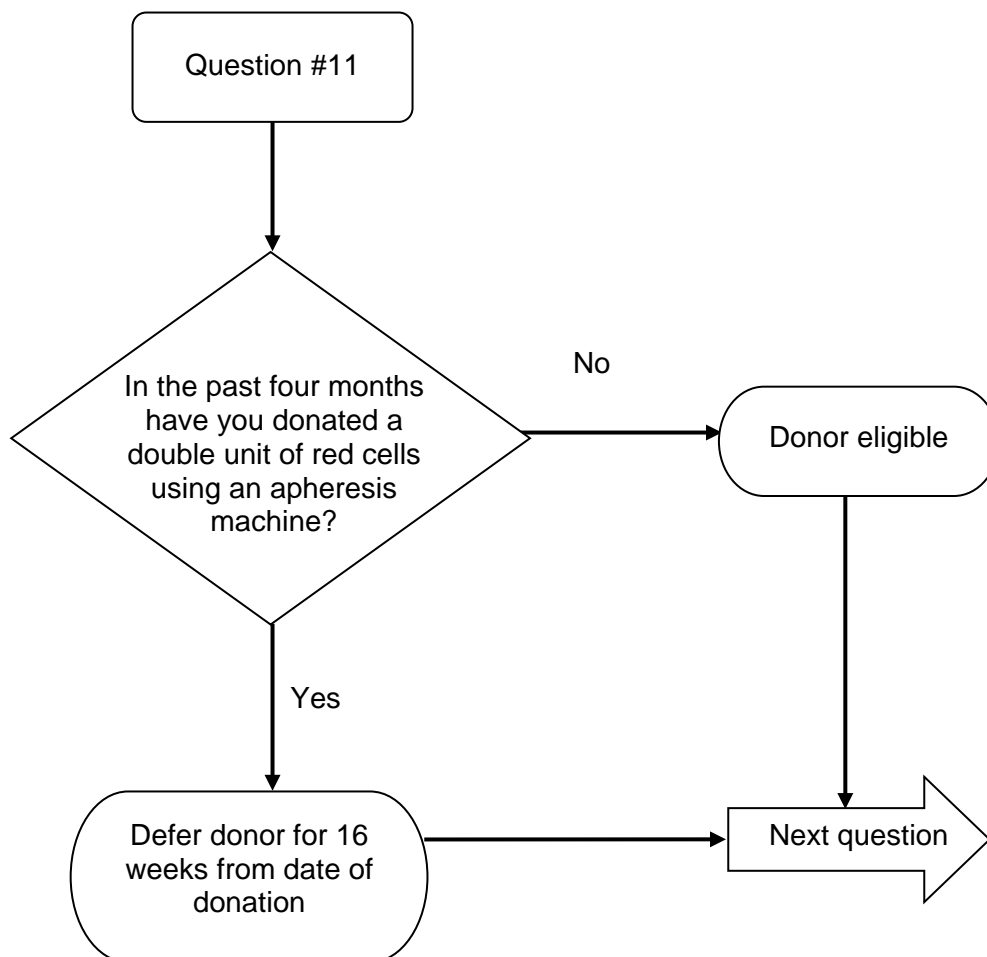 Question #11
In the past four months
have you donated a
double unit of red cells
using an apheresis
machine?
No
Donor eligible
Yes
Defer donor for 16
weeks from date of
donation
Next question